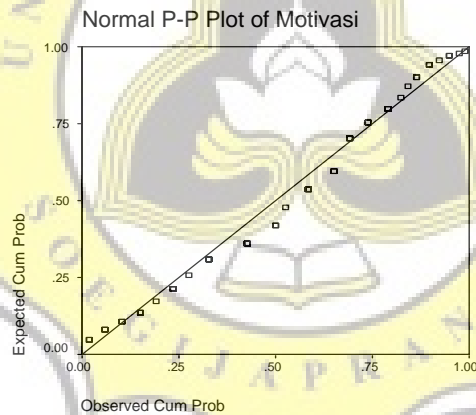 Normal P-P Plot of Motivasi
Expected Cum Prob
1.00
.75
.50
.25
0.00
0.00 .25 .50 .75 1.00
Observed Cum Prob
U N
S O E G I J A P R A N